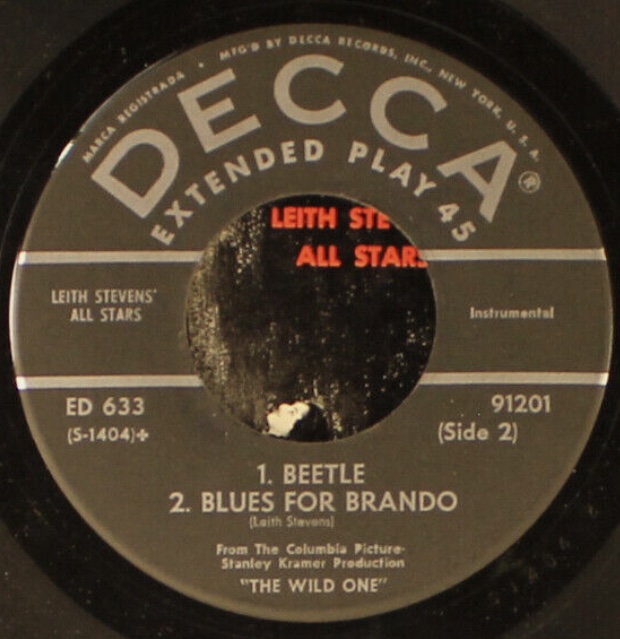 MARCA REGISTRADA • MFG'D BY DECCA RECORDS, INC., NEW YORK, U. S. A.
DECCA®
EXTENDED PLAY 45
LEITH STE
ALL STARS
LEITH STEVENS'
ALL STARS
Instrumental
ED 633
91201
(S-1404)+
(Side 2)
1. BEETLE
2. BLUES FOR BRANDO
(Leith Stevens)
From The Columbia Picture-
Stanley Kramer Production
"THE WILD ONE"